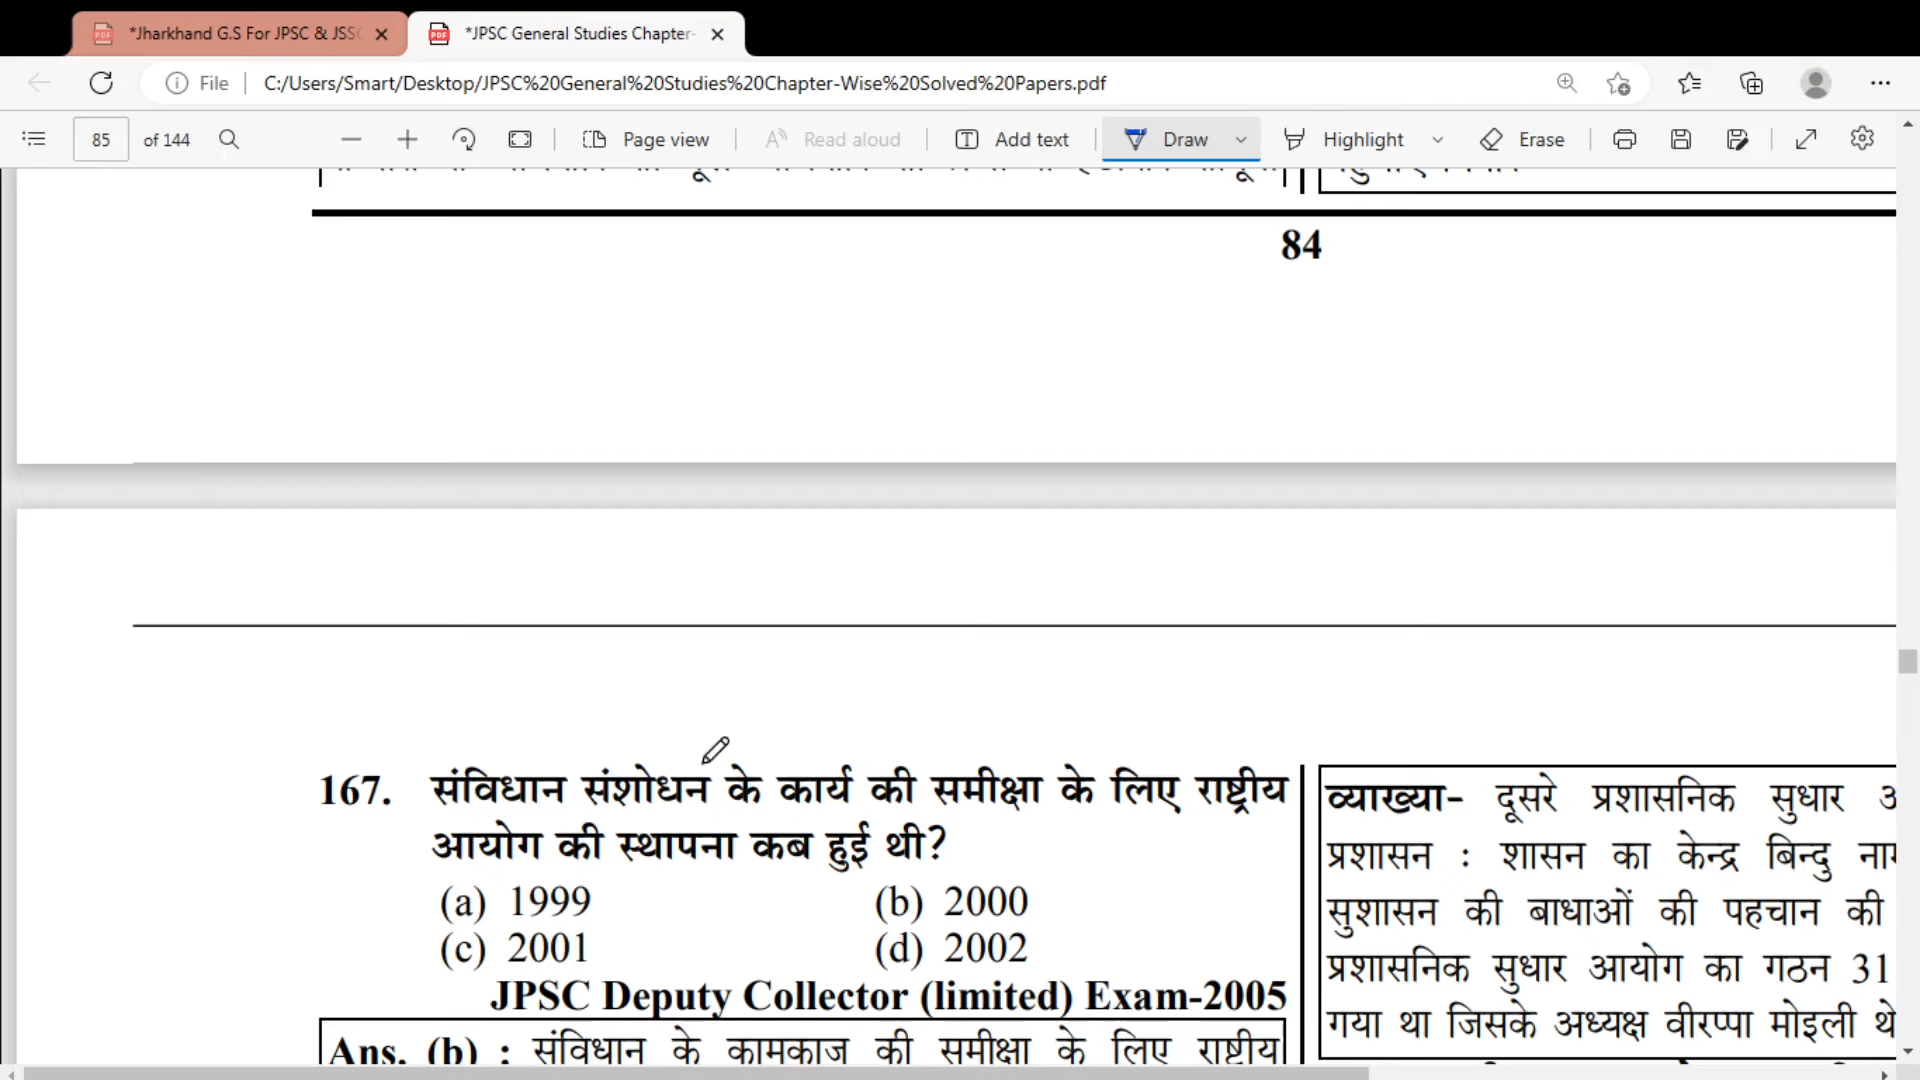 *Jharkhand G.S For JPSC & JSSC
*JPSC General Studies Chapter-
File
C:/Users/Smart/Desktop/JPSC%20General%20Studies%20Chapter-Wise%20Solved%20Papers.pdf
85 of 144
Page view
Read aloud
Add text
Draw
Highlight
Erase
84
167. संविधान संशोधन के कार्य की समीक्षा के लिए राष्ट्रीय
आयोग की स्थापना कब हुई थी?
(a) 1999 (b) 2000
(c) 2001 (d) 2002
JPSC Deputy Collector (limited) Exam-2005
Ans. (b) : संविधान के कामकाज की समीक्षा के लिए राष्ट्रीय
व्याख्या- दूसरे प्रशासनिक सुधार
प्रशासन : शासन का केन्द्र बिन्दु
सुशासन की बाधाओं की पहचान की
प्रशासनिक सुधार आयोग का गठन 31
गया था जिसके अध्यक्ष वीरप्पा मोइली थे